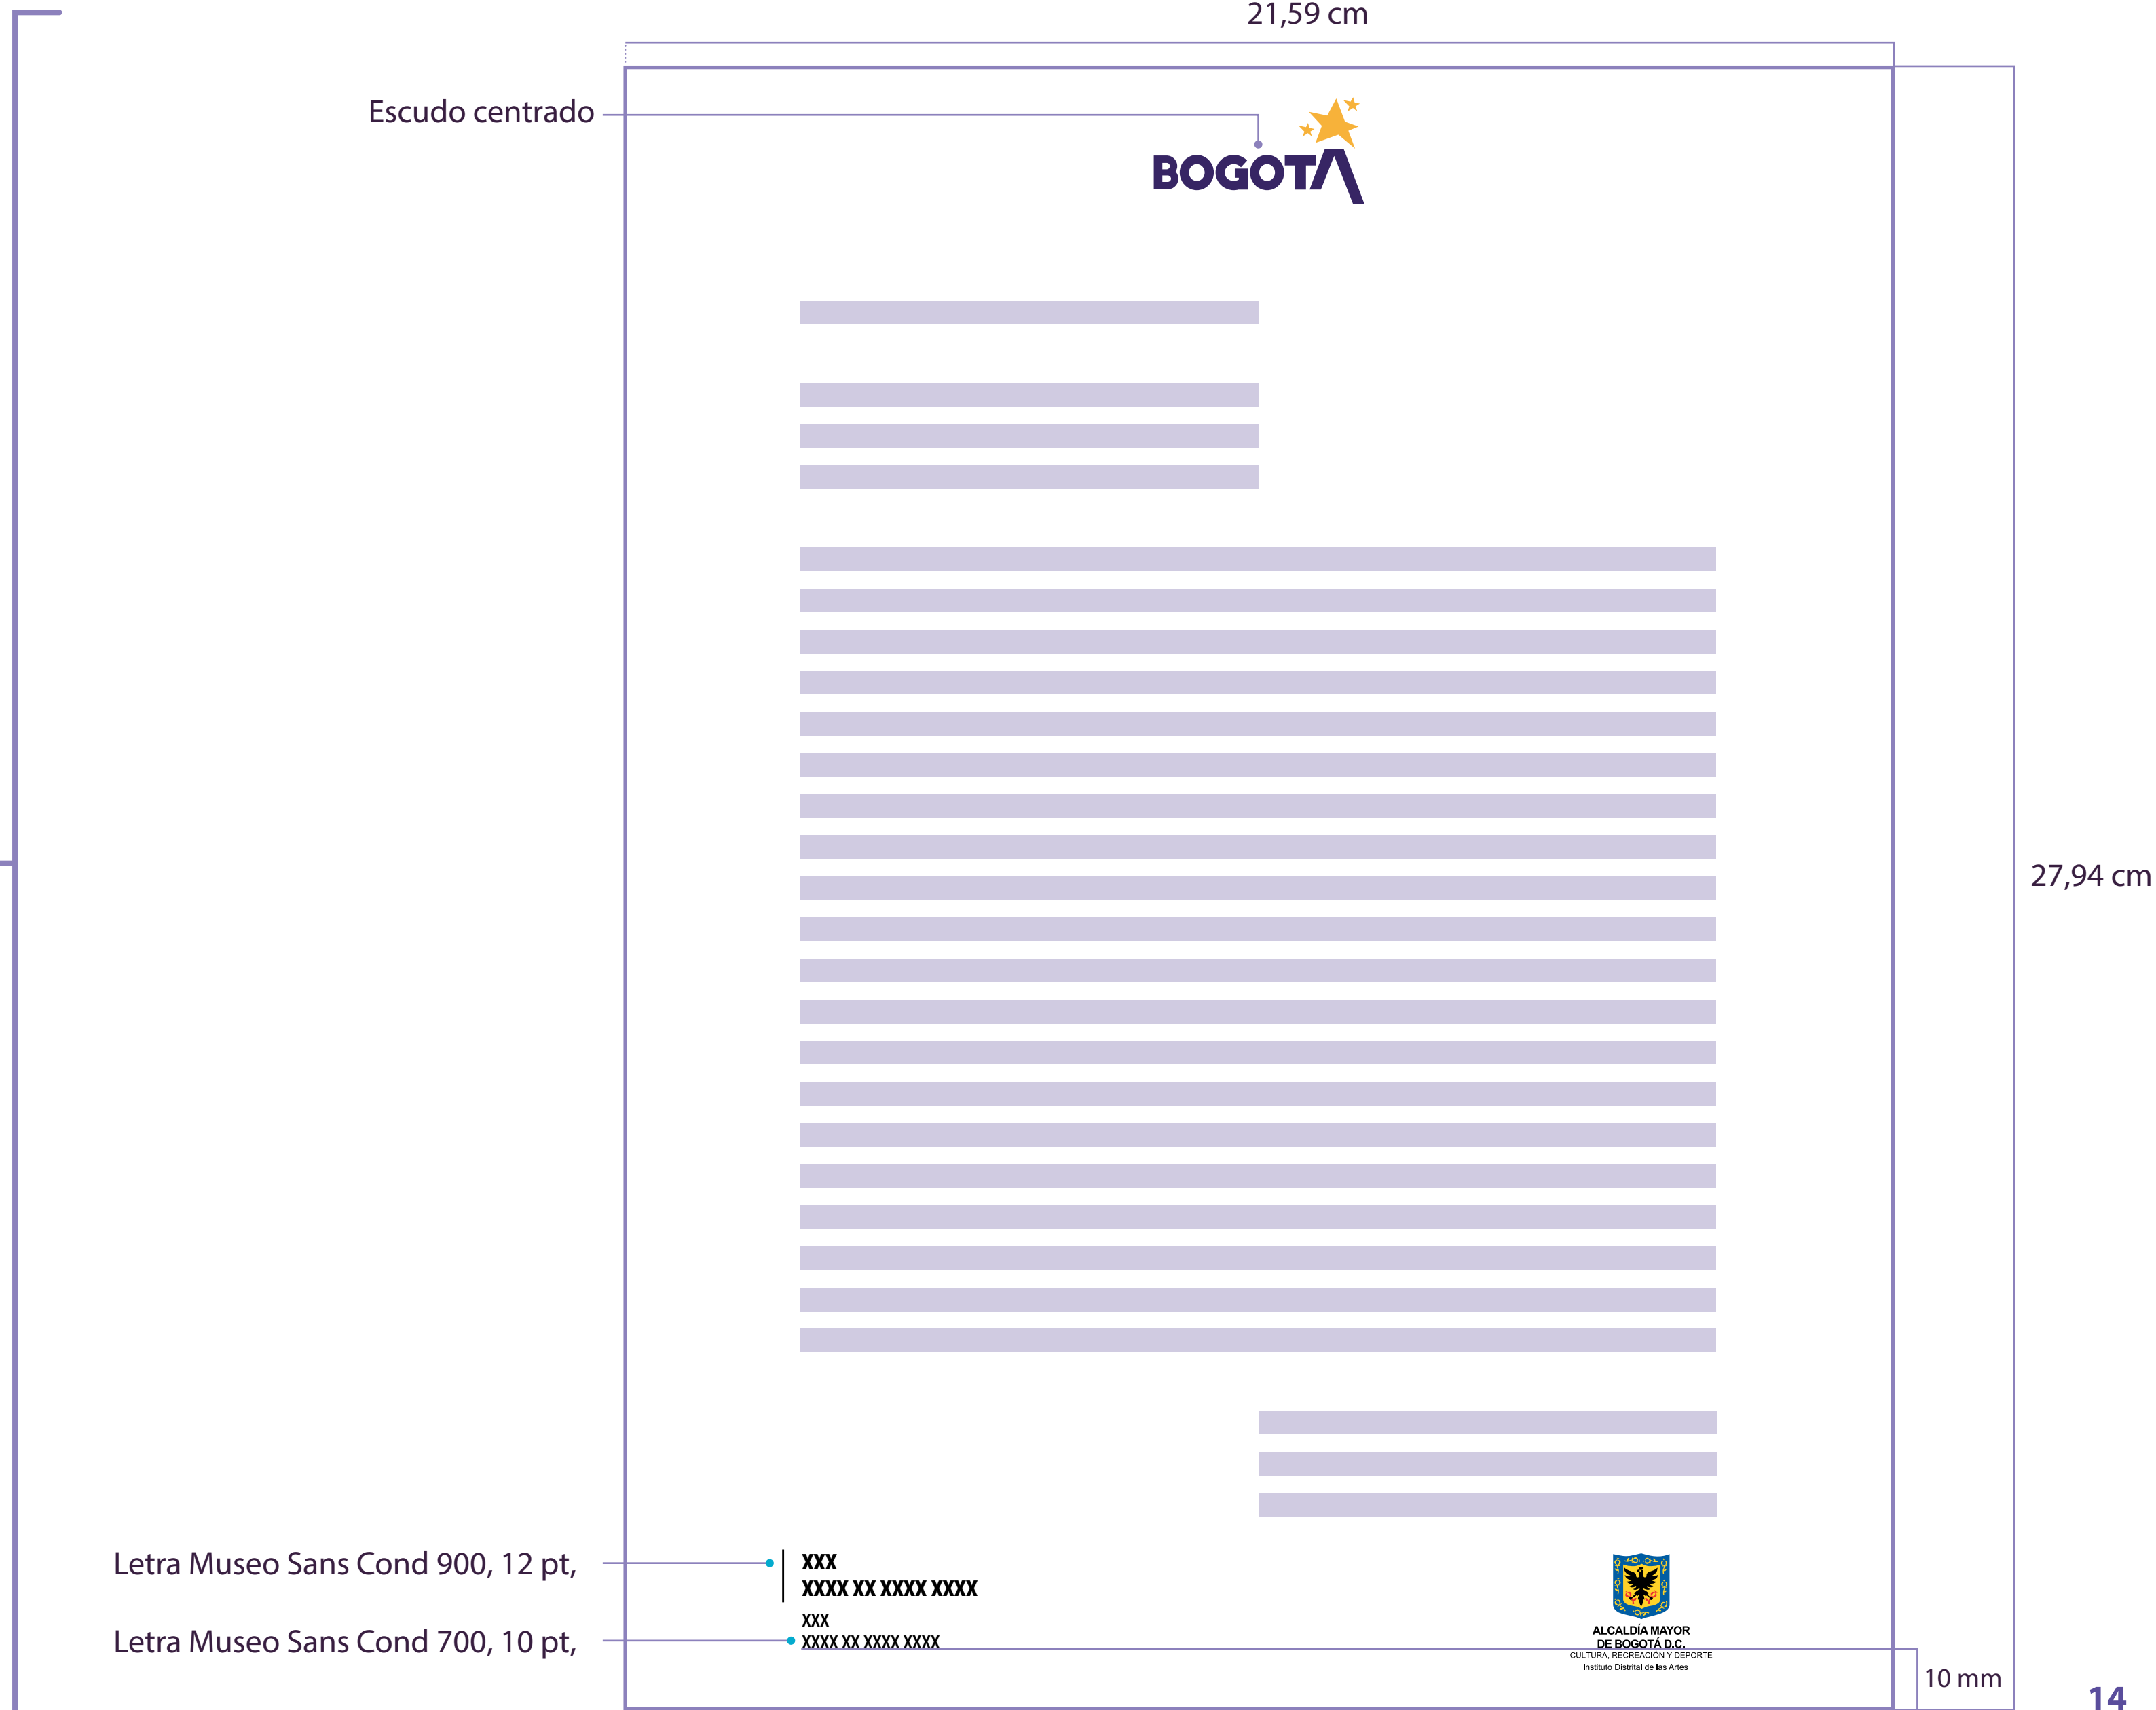 21,59 cm
Escudo centrado
BOGOTÁ
27,94 cm
Letra Museo Sans Cond 900, 12 pt,
XXX
XXXX XX XXXX XXXX
XXX
Letra Museo Sans Cond 700, 10 pt,
XXXX XX XXXX XXXX
ALCALDÍA MAYOR
DE BOGOTÁ D.C.
CULTURA, RECREACIÓN Y DEPORTE
Instituto Distrital de las Artes
10 mm
14